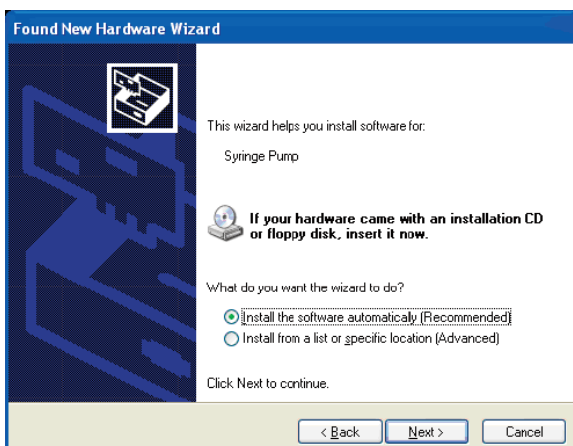 Found New Hardware Wizard
This wizard helps you install software for:
Syringe Pump
If your hardware came with an installation CD
or floppy disk, insert it now.
What do you want the wizard to do?
Install the software automatically (Recommended)
Install from a list or specific location (Advanced)
Click Next to continue.
< Back
Next >
Cancel